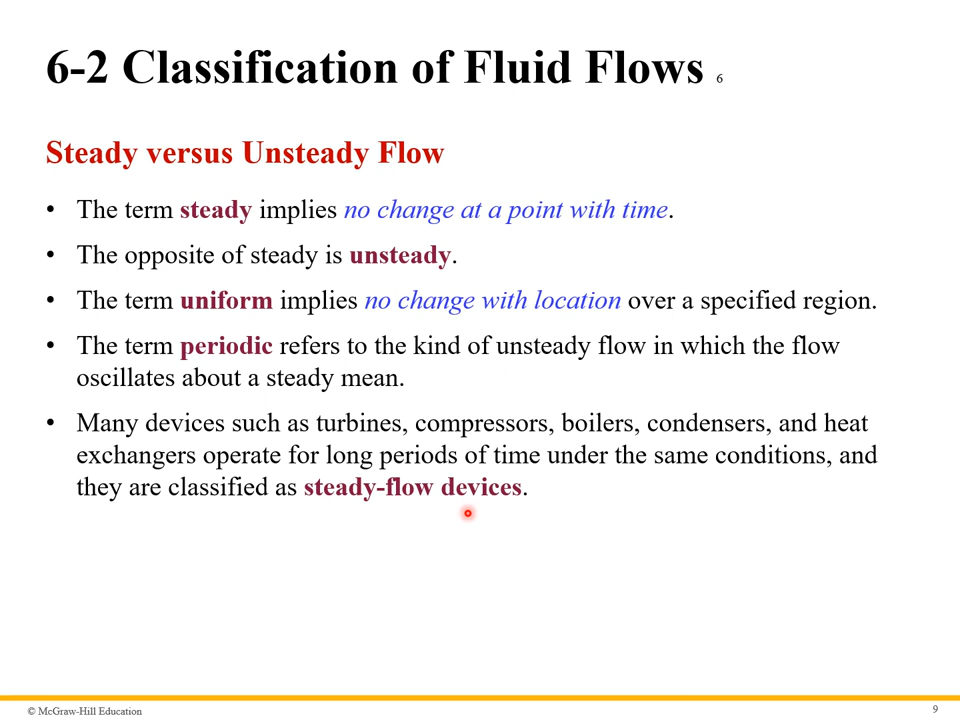 6-2 Classification of Fluid Flows 6
Steady versus Unsteady Flow
• The term steady implies no change at a point with time.
• The opposite of steady is unsteady.
• The term uniform implies no change with location over a specified region.
• The term periodic refers to the kind of unsteady flow in which the flow
oscillates about a steady mean.
• Many devices such as turbines, compressors, boilers, condensers, and heat
exchangers operate for long periods of time under the same conditions, and
they are classified as steady-flow devices.
© McGraw-Hill Education
9